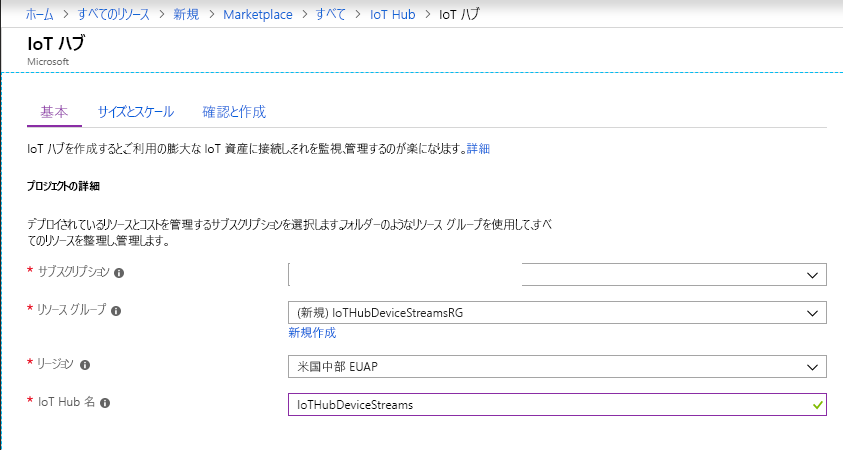 ホーム > すべてのリソース > 新規 > Marketplace > すべて > IoT Hub > IoT ハブ
IoT ハブ
Microsoft
基本 サイズとスケール 確認と作成
IoT ハブを作成すると、ご利用の膨大な IoT 資産に接続し、それを監視、管理するのが楽になります。詳細
プロジェクトの詳細
デプロイされているリソースとコストを管理するサブスクリプションを選択します。フォルダーのようなリソース グループを使用して、すべ
てのリソースを整理し、管理します。
* サブスクリプション
* リソース グループ (新規) IoTHubDeviceStreamsRG
新規作成
* リージョン 米国中部 EUAP
* IoT Hub 名 IoTHubDeviceStreams